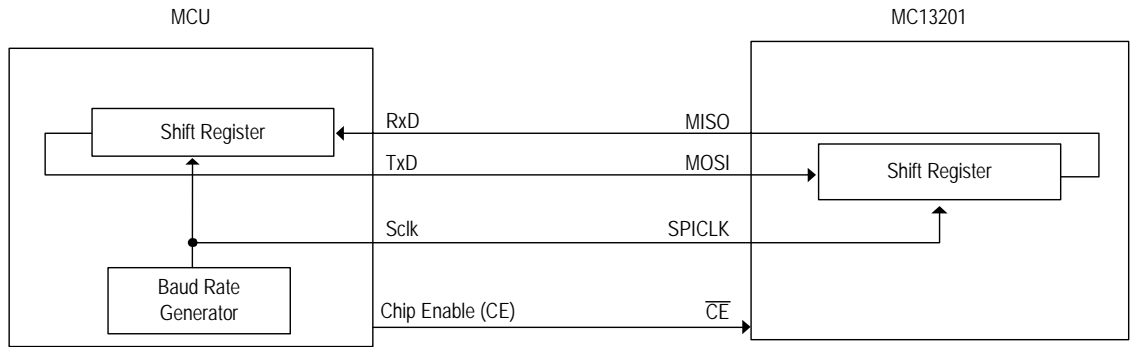 MCU
MC13201
Shift Register
RxD
MISO
TxD
MOSI
Shift Register
Sclk
SPICLK
Baud Rate
Generator
Chip Enable (CE)
CE